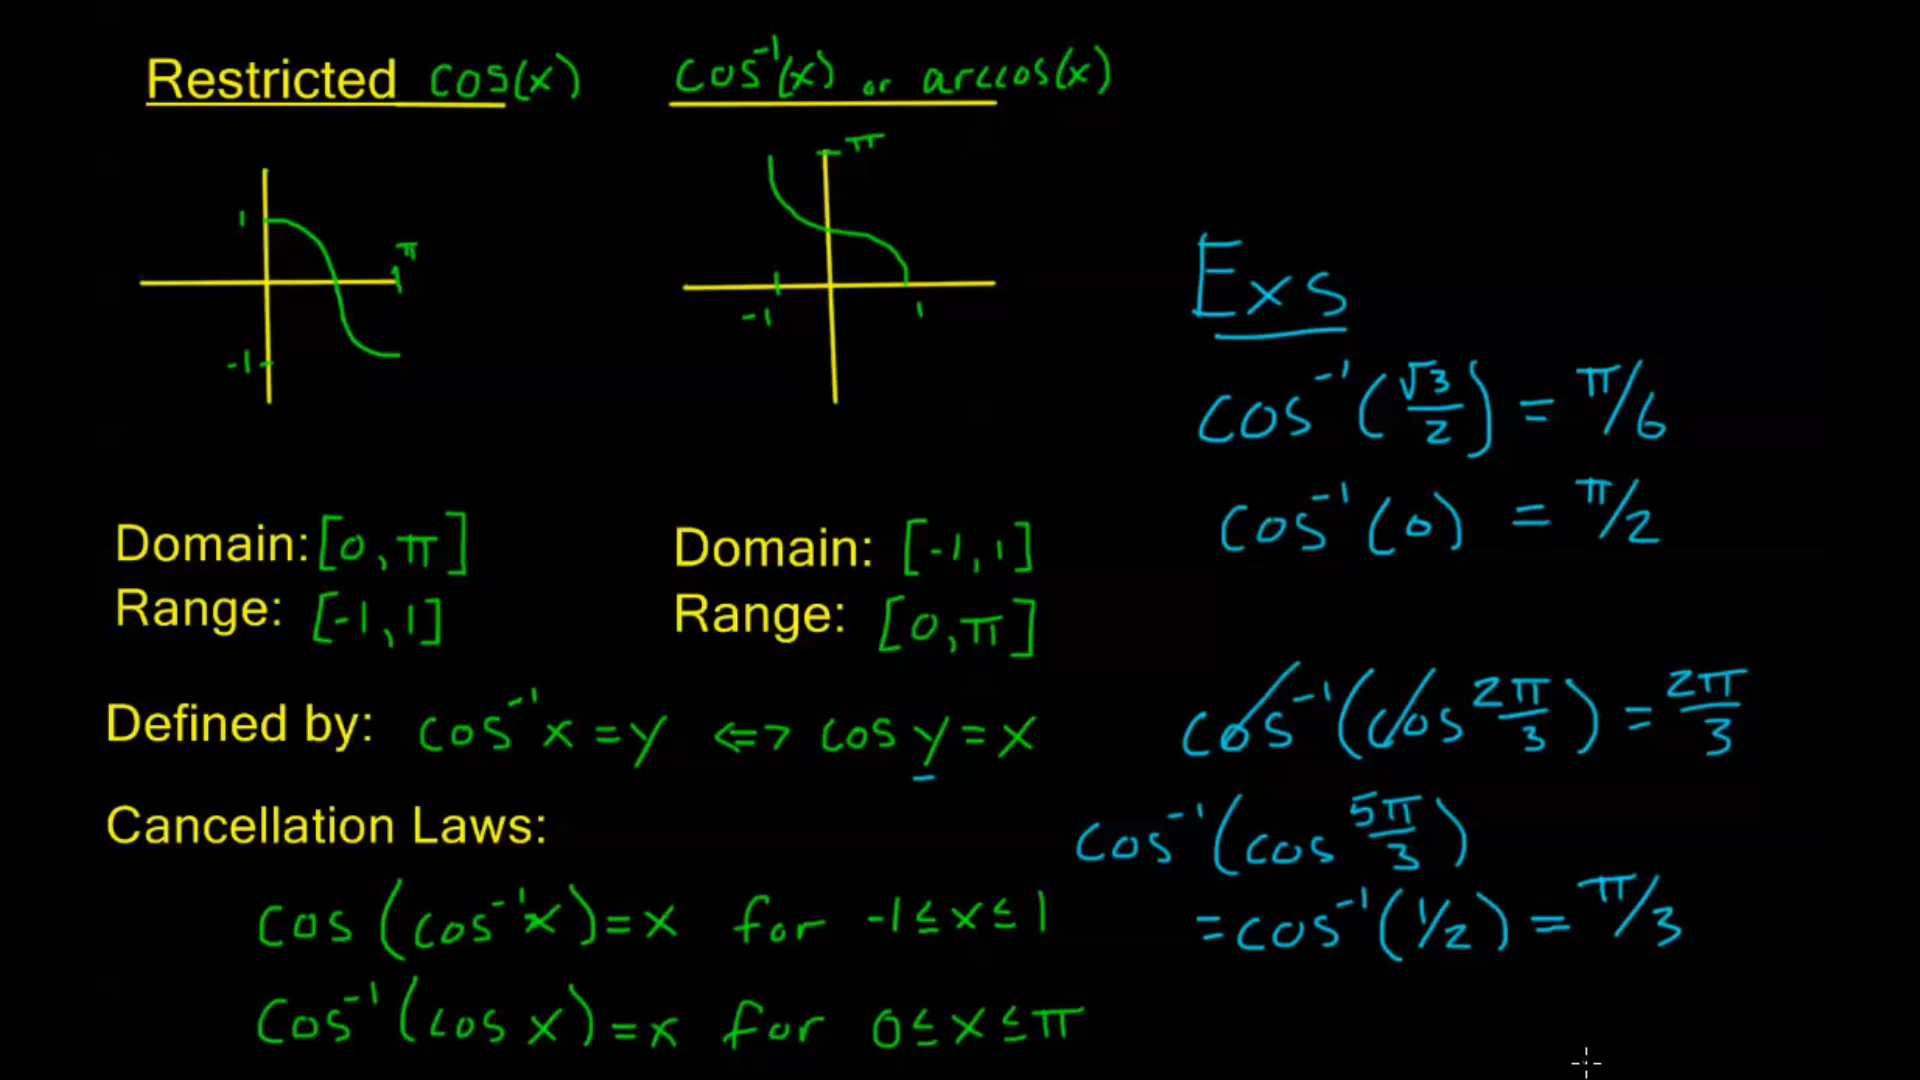 Restricted cos(x)
cos⁻¹(x) or arccos(x)
1
π
-1
π
-1
1
Domain: [0, π]
Range: [-1, 1]
Domain: [-1, 1]
Range: [0, π]
Defined by: cos⁻¹x = y <=> cos y = x
Cancellation Laws:
cos(cos⁻¹x) = x for -1 ≤ x ≤ 1
cos⁻¹(cos x) = x for 0 ≤ x ≤ π
Exs
cos⁻¹(√3/2) = π/6
cos⁻¹(0) = π/2
cos⁻¹(cos 2π/3) = 2π/3
cos⁻¹(cos 5π/3)
= cos⁻¹(1/2) = π/3